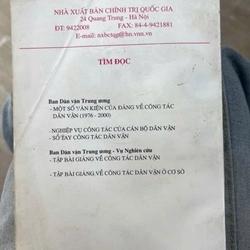 NHÀ XUẤT BẢN CHÍNH TRỊ QUỐC GIA
24 Quang Trung - Hà Nội
ĐT: 9422008 FAX: 84-4-9421881
E-mail: nxbctqg@hn.vnn.vn
TÌM ĐỌC
Ban Dân vận Trung ương
- MỘT SỐ VĂN KIỆN CỦA ĐẢNG VỀ CÔNG TÁC
DÂN VẬN (1976 - 2000)
-NGHIỆP VỤ CÔNG TÁC CỦA CÁN BỘ DÂN VẬN
- SỔ TAY CÔNG TÁC DÂN VẬN
Ban Dân vận Trung ương - Vụ Nghiên cứu
- TẬP BÀI GIẢNG VỀ CÔNG TÁC DÂN VẬN
- TẬP BÀI GIẢNG VỀ CÔNG TÁC DÂN VẬN Ở CƠ SỞ